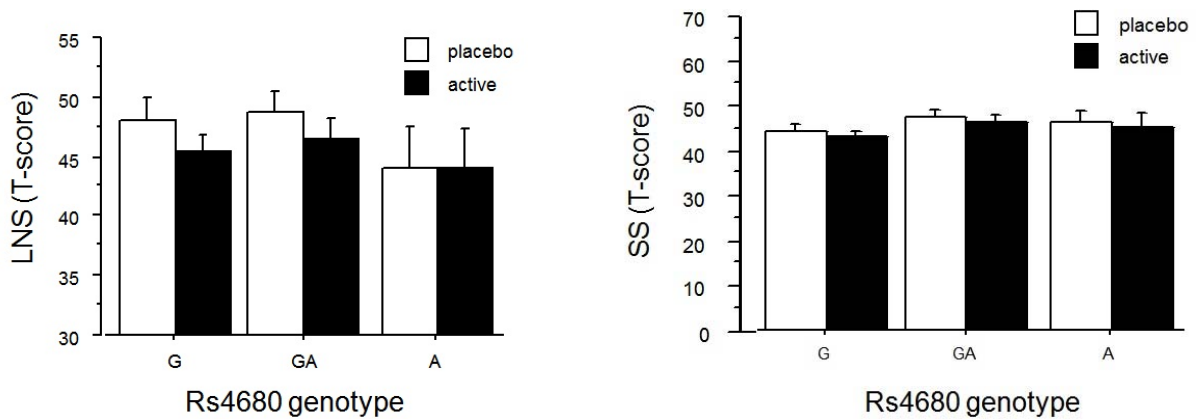 LNS (T-score)
55
50
45
40
35
30
placebo
active
G GA A
Rs4680 genotype
SS (T-score)
70
60
50
40
30
20
10
0
placebo
active
G GA A
Rs4680 genotype